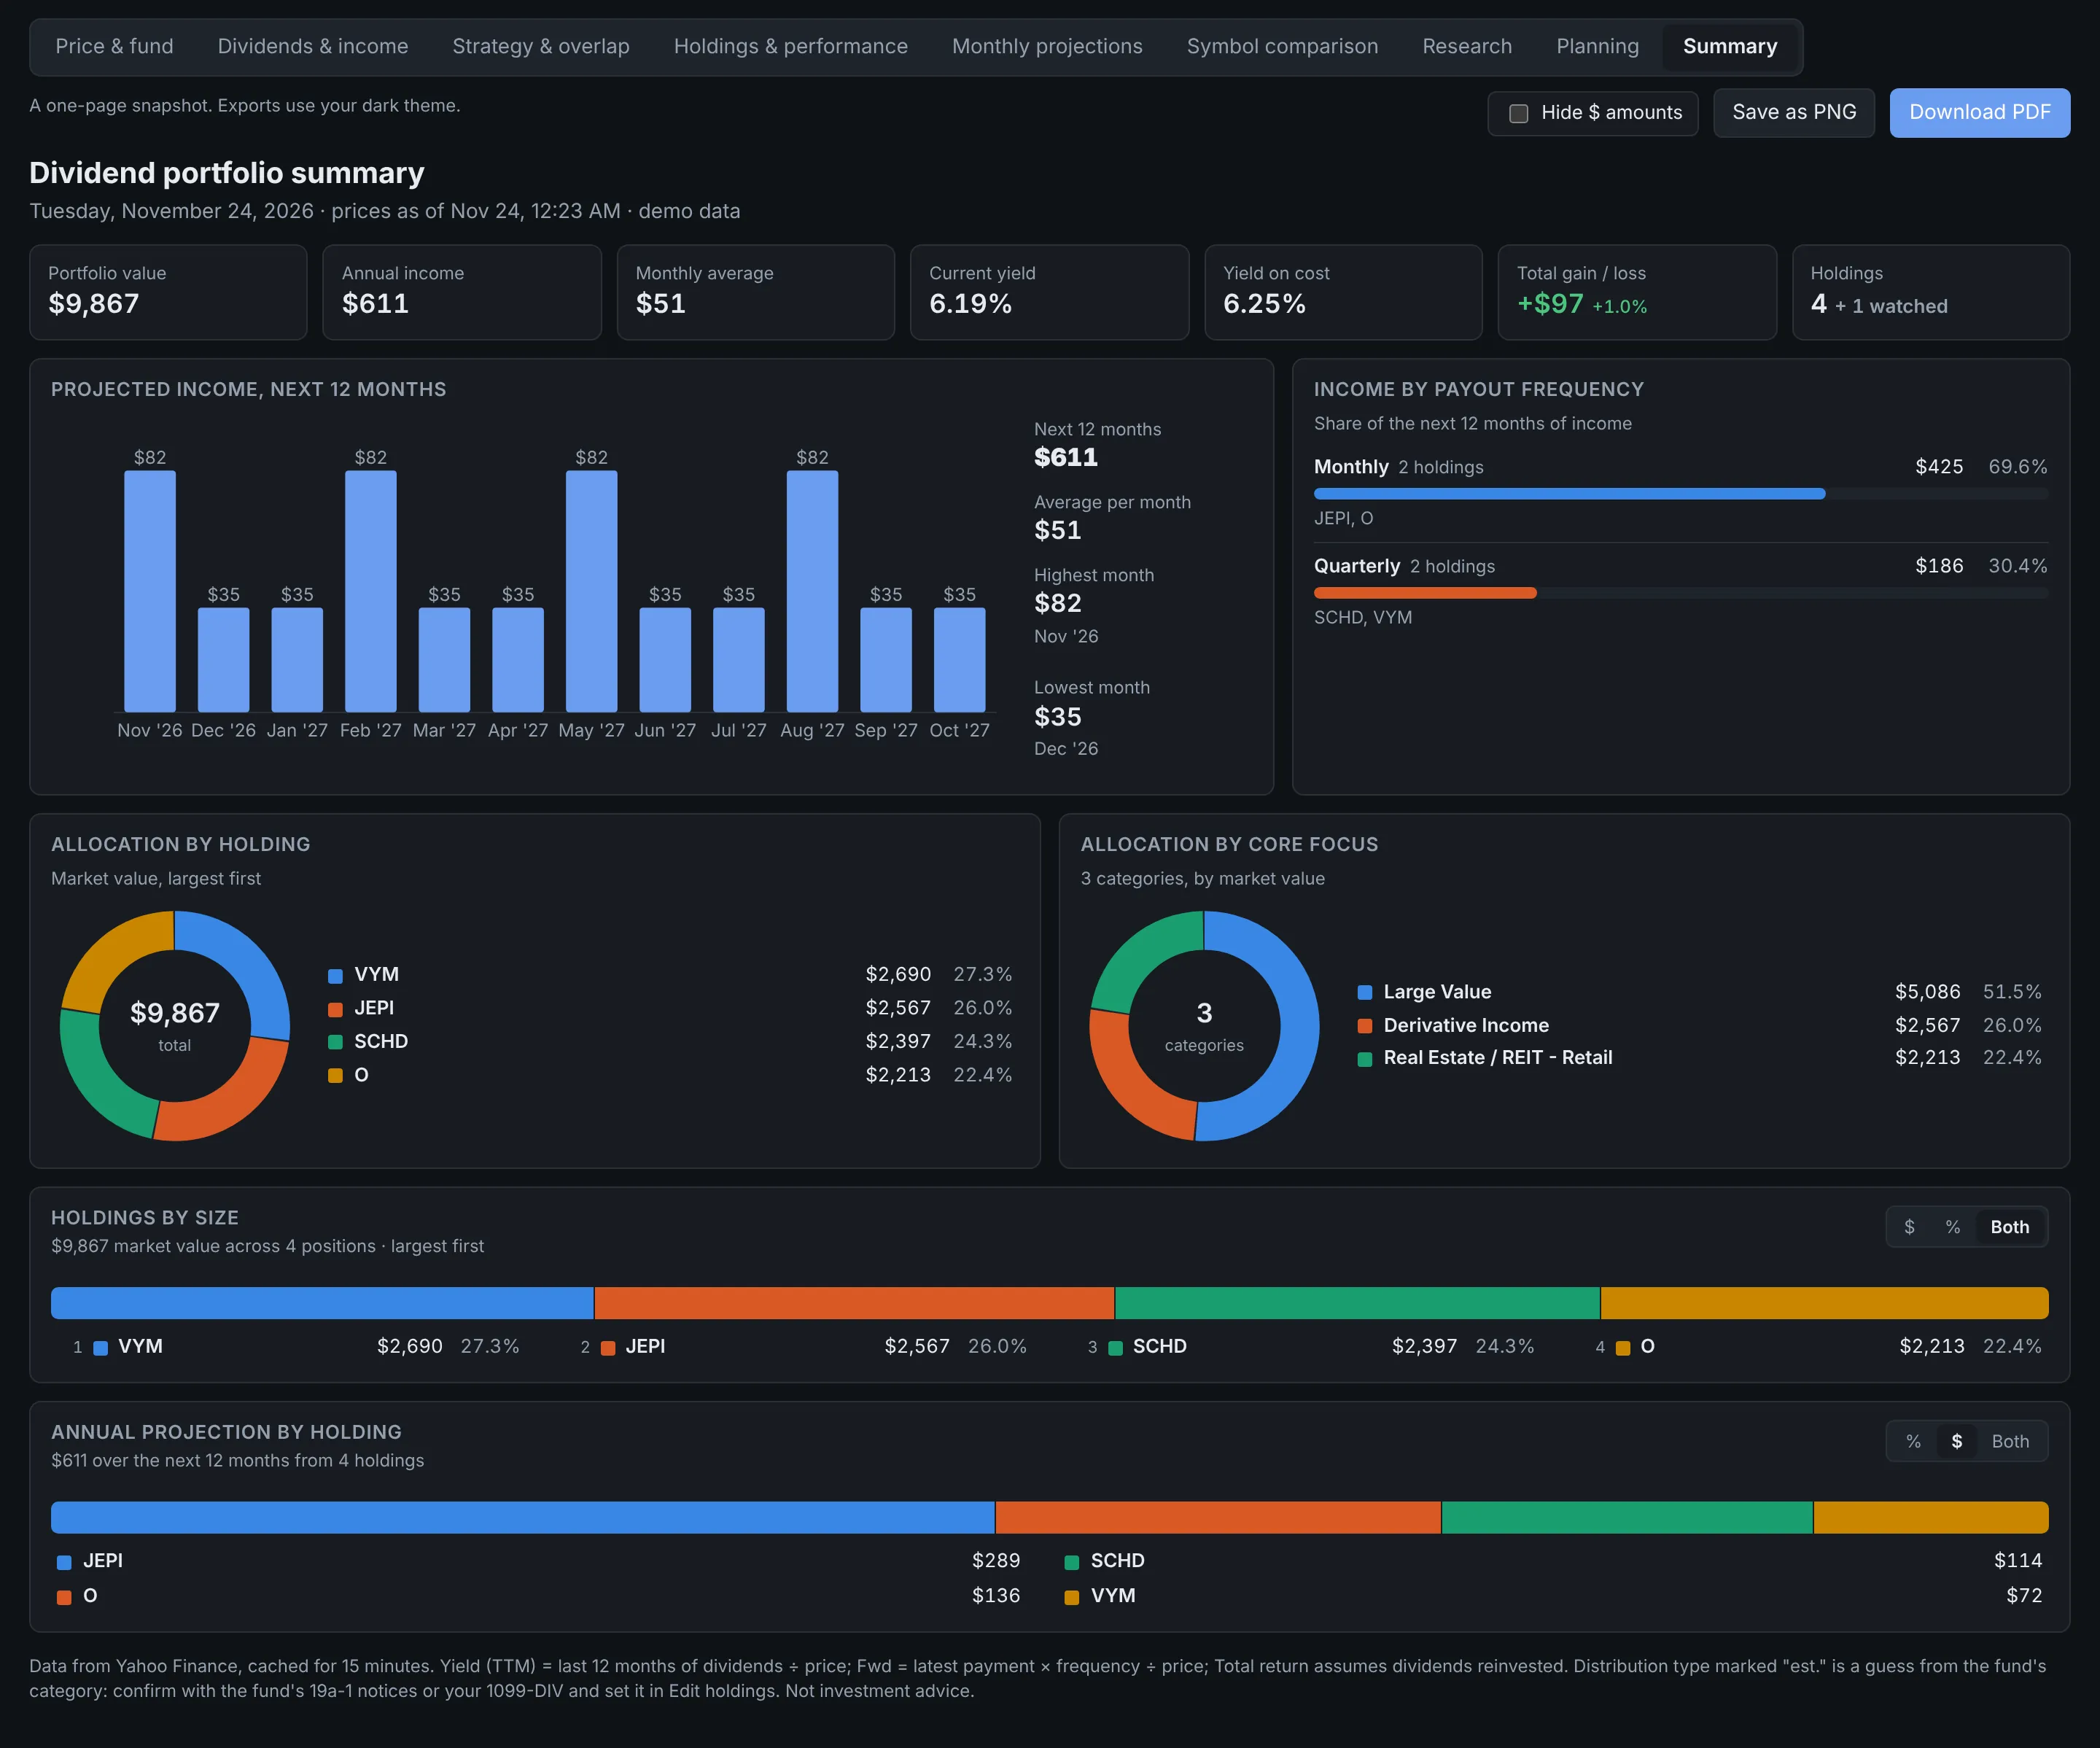 Price & fund Dividends & income Strategy & overlap Holdings & performance Monthly projections Symbol comparison Research Planning Summary
A one-page snapshot. Exports use your dark theme.
Hide $ amounts Save as PNG Download PDF
Dividend portfolio summary
Tuesday, November 24, 2026 · prices as of Nov 24, 12:23 AM · demo data
Portfolio value
$9,867
Annual income
$611
Monthly average
$51
Current yield
6.19%
Yield on cost
6.25%
Total gain / loss
+$97 +1.0%
Holdings
4 + 1 watched
PROJECTED INCOME, NEXT 12 MONTHS
$82 $35 $35 $82 $35 $35 $82 $35 $35 $82 $35 $35
Nov '26 Dec '26 Jan '27 Feb '27 Mar '27 Apr '27 May '27 Jun '27 Jul '27 Aug '27 Sep '27 Oct '27
Next 12 months
$611
Average per month
$51
Highest month
$82
Nov '26
Lowest month
$35
Dec '26
INCOME BY PAYOUT FREQUENCY
Share of the next 12 months of income
Monthly 2 holdings $425 69.6%
JEPI, O
Quarterly 2 holdings $186 30.4%
SCHD, VYM
ALLOCATION BY HOLDING
Market value, largest first
$9,867
total
VYM $2,690 27.3%
JEPI $2,567 26.0%
SCHD $2,397 24.3%
O $2,213 22.4%
ALLOCATION BY CORE FOCUS
3 categories, by market value
3
categories
Large Value $5,086 51.5%
Derivative Income $2,567 26.0%
Real Estate / REIT - Retail $2,213 22.4%
HOLDINGS BY SIZE
$9,867 market value across 4 positions · largest first
$ % Both
1 VYM $2,690 27.3% 2 JEPI $2,567 26.0% 3 SCHD $2,397 24.3% 4 O $2,213 22.4%
ANNUAL PROJECTION BY HOLDING
$611 over the next 12 months from 4 holdings
% $ Both
JEPI $289 SCHD $114
O $136 VYM $72
Data from Yahoo Finance, cached for 15 minutes. Yield (TTM) = last 12 months of dividends ÷ price; Fwd = latest payment × frequency ÷ price; Total return assumes dividends reinvested. Distribution type marked "est." is a guess from the fund's
category: confirm with the fund's 19a-1 notices or your 1099-DIV and set it in Edit holdings. Not investment advice.